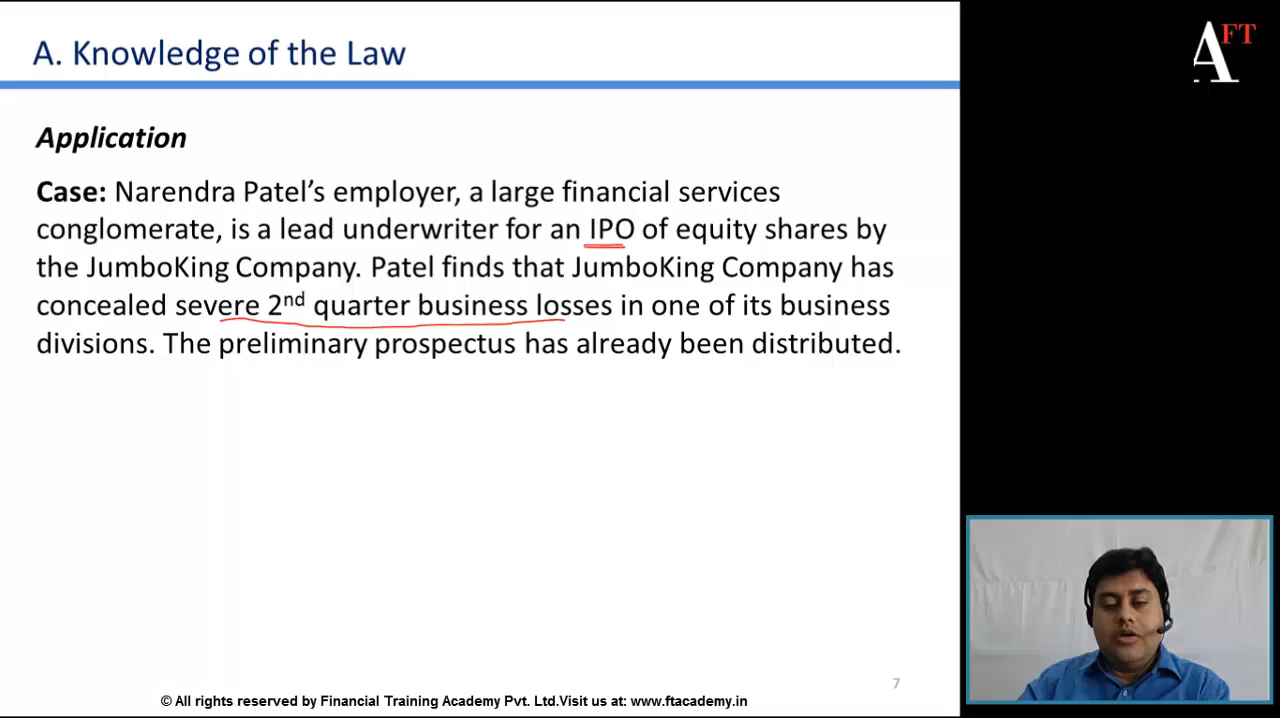 A. Knowledge of the Law
AFT
Application
Case: Narendra Patel's employer, a large financial services
conglomerate, is a lead underwriter for an IPO of equity shares by
the JumboKing Company. Patel finds that JumboKing Company has
concealed severe 2nd quarter business losses in one of its business
divisions. The preliminary prospectus has already been distributed.
7
© All rights reserved by Financial Training Academy Pvt. Ltd.Visit us at: www.ftacademy.in